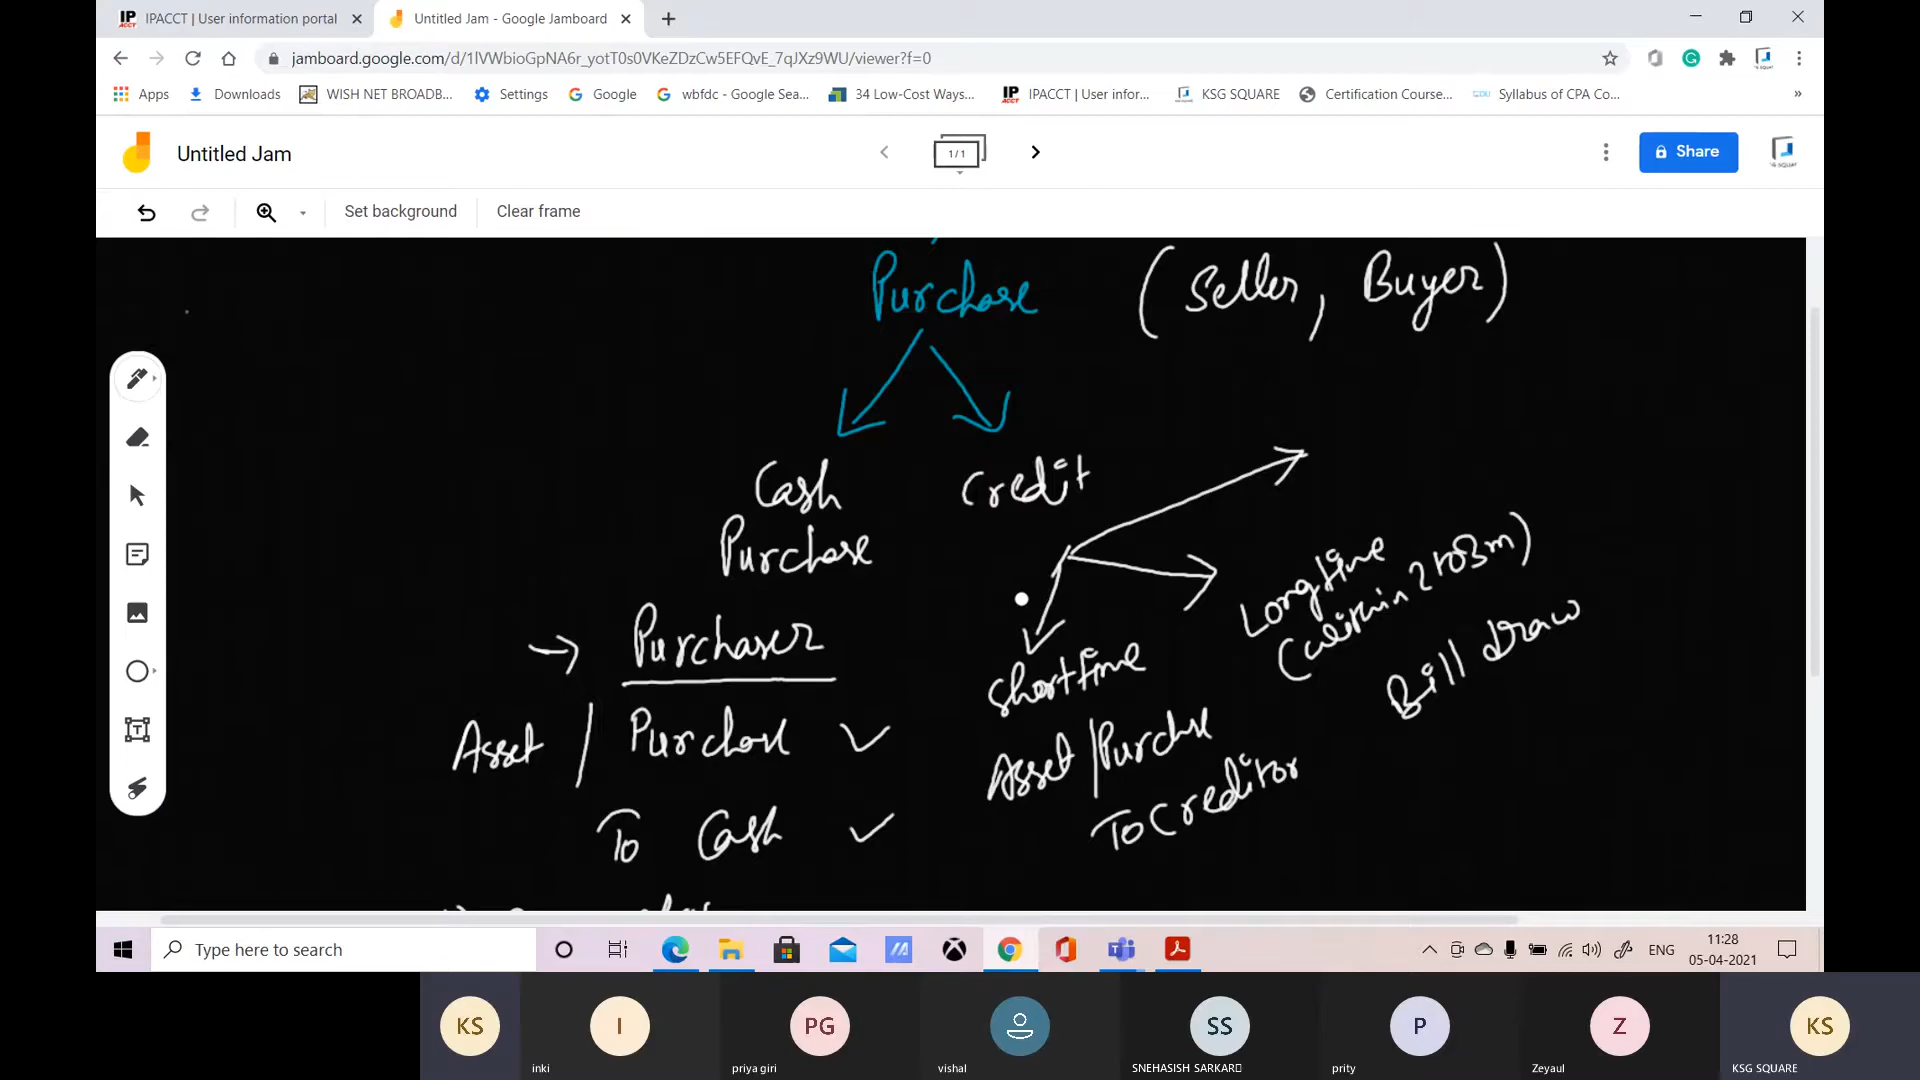 IPACCT | User information portal
Untitled Jam - Google Jamboard
jamboard.google.com/d/1lVWbioGpNA6r_yotT0s0VKeZDzCw5EFQvE_7qJXz9WU/viewer?f=0
Apps Downloads WISH NET BROADB... Settings Google wbfdc - Google Sea... 34 Low-Cost Ways... IPACCT | User infor... KSG SQUARE Certification Course... Syllabus of CPA Co...
Untitled Jam
1/1
Share
Set background Clear frame
Purchase (Seller, Buyer)
Cash Credit
Purchase
Longtime
(within 2 to 3m)
Bill draw
Purchaser
Short time
Asset / Purchase
Asset / Purchase
To Creditor
To Cash
Type here to search
ENG
11:28
05-04-2021
KS I PG SS P Z KS
inki priya giri vishal SNEHASISH SARKAR prity Zeyaul KSG SQUARE